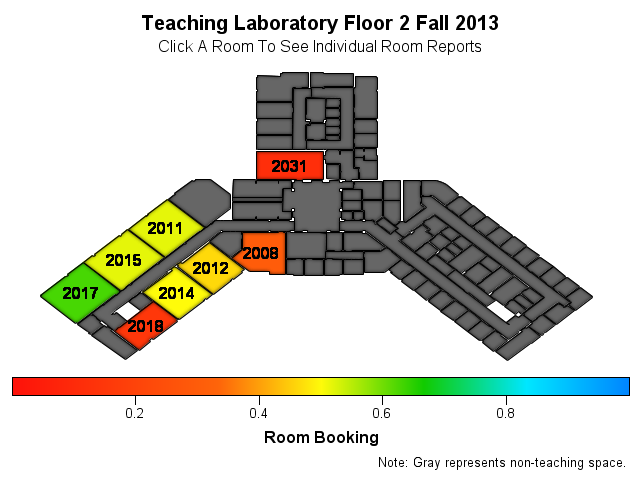 Teaching Laboratory Floor 2 Fall 2013
Click A Room To See Individual Room Reports
2031
2011
2008
2015
2012
2017
2014
2018
0.2 0.4 0.6 0.8
Room Booking
Note: Gray represents non-teaching space.